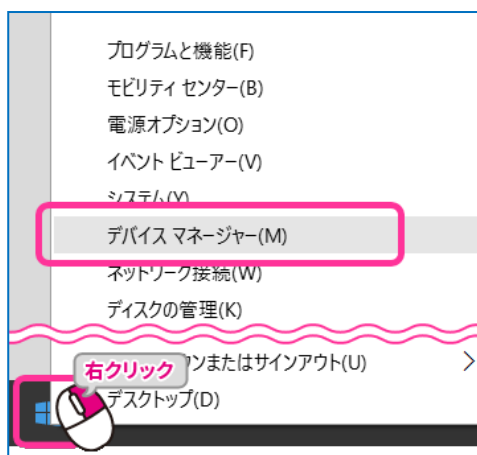 プログラムと機能(F)
モビリティ センター(B)
電源オプション(O)
イベント ビューアー(V)
システム(Y)
デバイス マネージャー(M)
ネットワーク接続(W)
ディスクの管理(K)
右クリック
ウンまたはサインアウト(U)
デスクトップ(D)